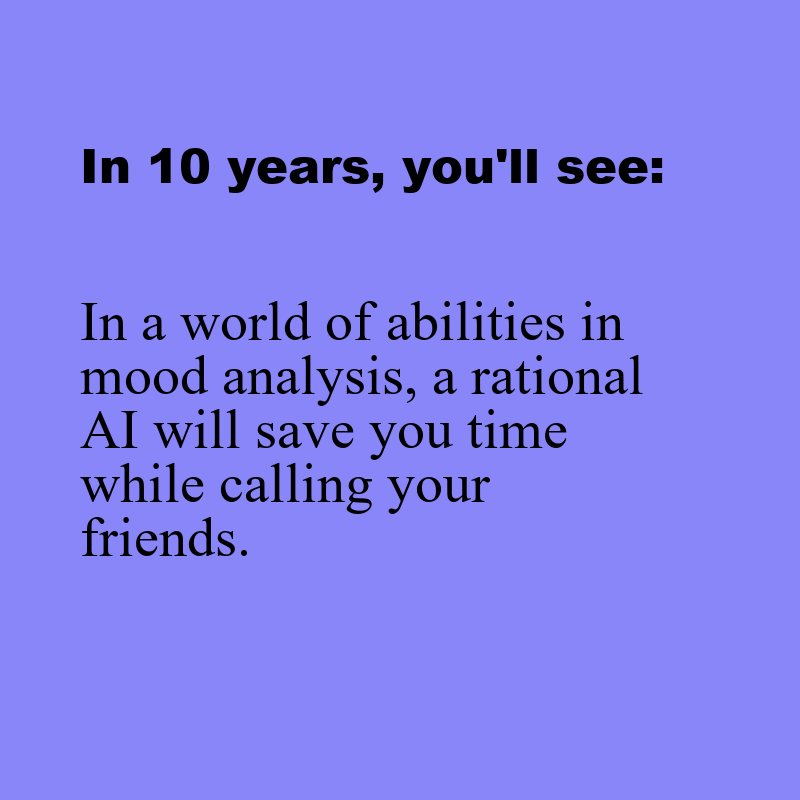 In 10 years, you'll see:
In a world of abilities in
mood analysis, a rational
AI will save you time
while calling your
friends.